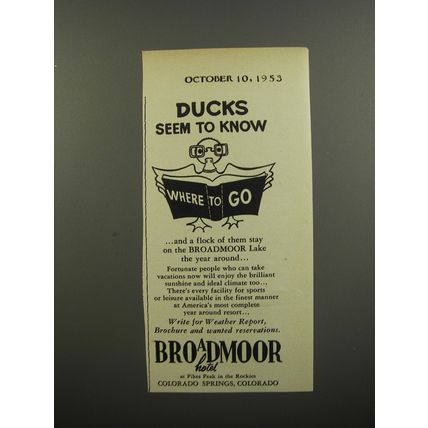 OCTOBER 10, 1953
DUCKS
SEEM TO KNOW
WHERE TO GO
...and a flock of them stay
on the BROADMOOR Lake
the year around...
Fortunate people who can take
vacations now will enjoy the brilliant
sunshine and ideal climate too...
There's every facility for sports
or leisure available in the finest manner
at America's most complete
year around resort...
Write for Weather Report,
Brochure and wanted reservations.
BROADMOOR
hotel
at Pikes Peak in the Rockies
COLORADO SPRINGS, COLORADO